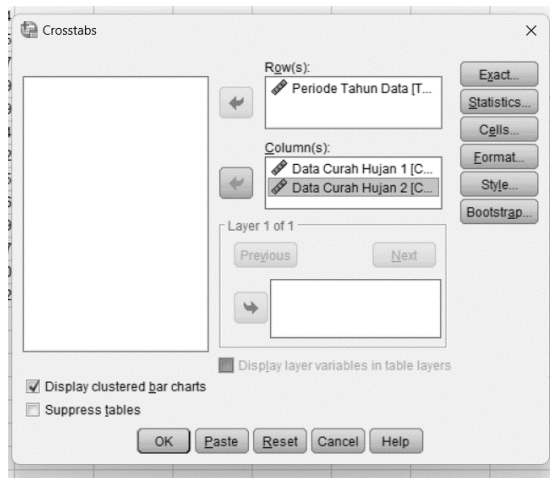 Crosstabs
Row(s):
Periode Tahun Data [T...
Column(s):
Data Curah Hujan 1 [C...
Data Curah Hujan 2 [C...
Exact...
Statistics...
Cells...
Format...
Style...
Bootstrap...
Layer 1 of 1
Previous
Next
Display layer variables in table layers
Display clustered bar charts
Suppress tables
OK
Paste
Reset
Cancel
Help